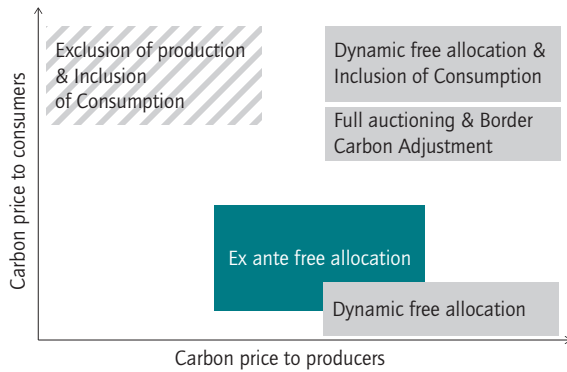 Exclusion of production
& Inclusion
of Consumption
Dynamic free allocation &
Inclusion of Consumption
Full auctioning & Border
Carbon Adjustment
Ex ante free allocation
Dynamic free allocation
Carbon price to consumers
Carbon price to producers